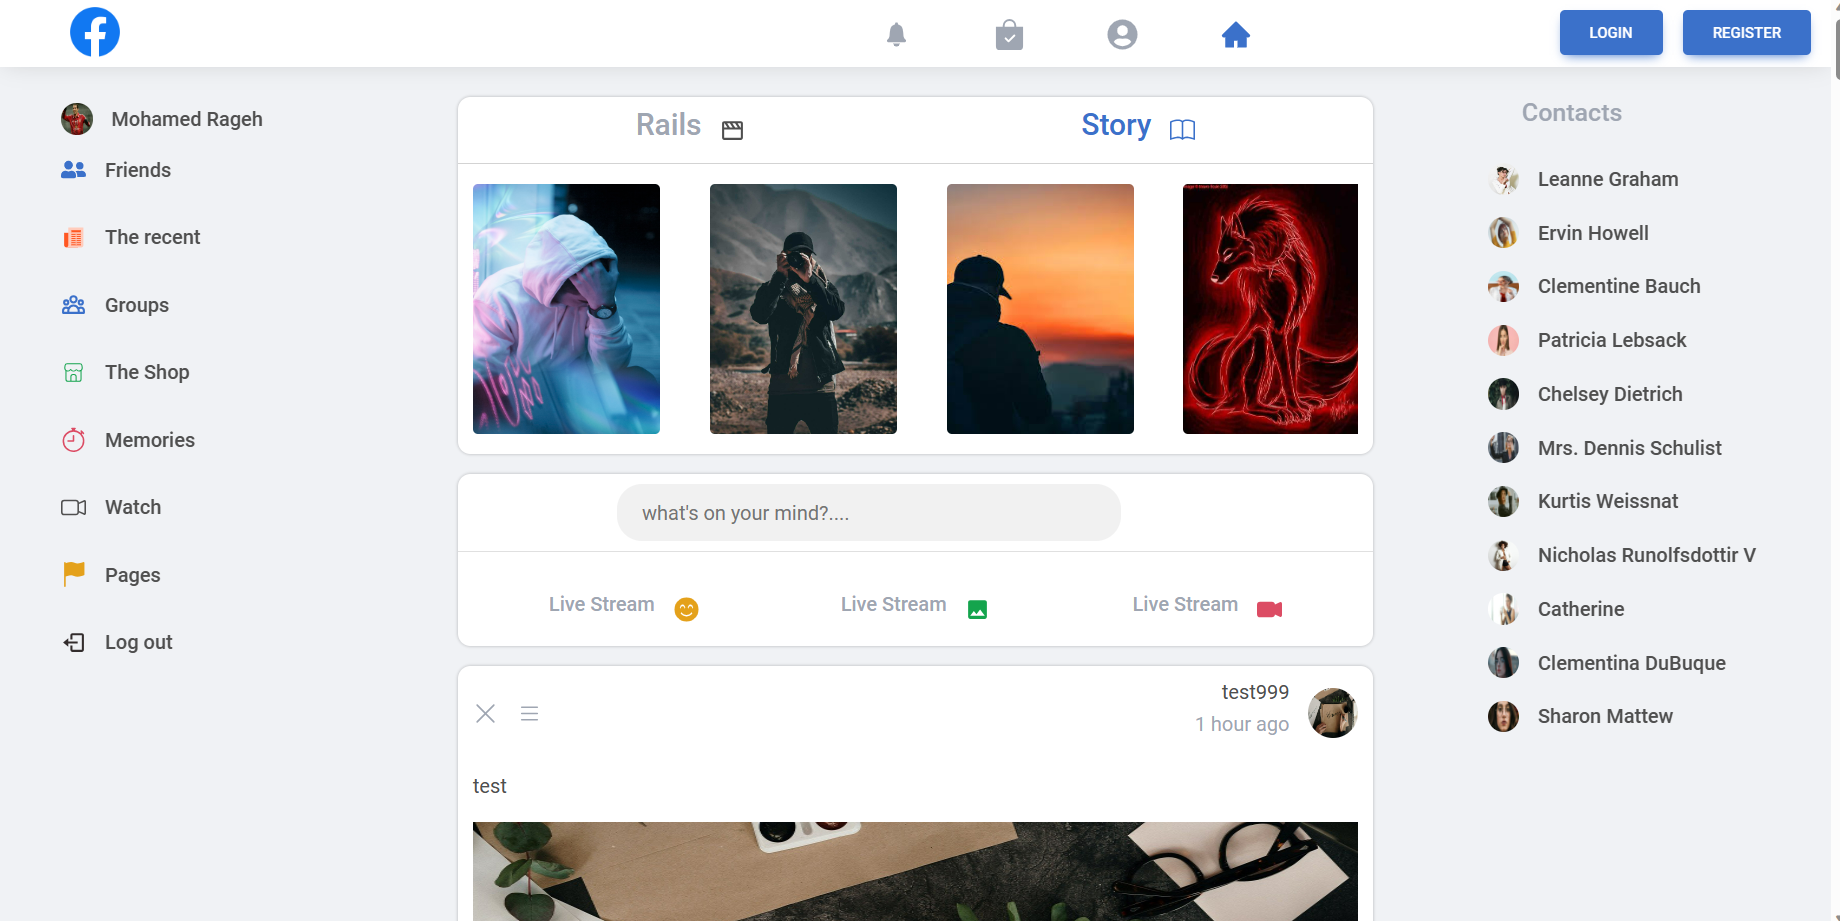 LOGIN
REGISTER
Mohamed Rageh
Friends
The recent
Groups
The Shop
Memories
Watch
Pages
Log out
Rails
Story
what's on your mind?....
Live Stream
Live Stream
Live Stream
test999
1 hour ago
test
Contacts
Leanne Graham
Ervin Howell
Clementine Bauch
Patricia Lebsack
Chelsey Dietrich
Mrs. Dennis Schulist
Kurtis Weissnat
Nicholas Runolfsdottir V
Catherine
Clementina DuBuque
Sharon Mattew